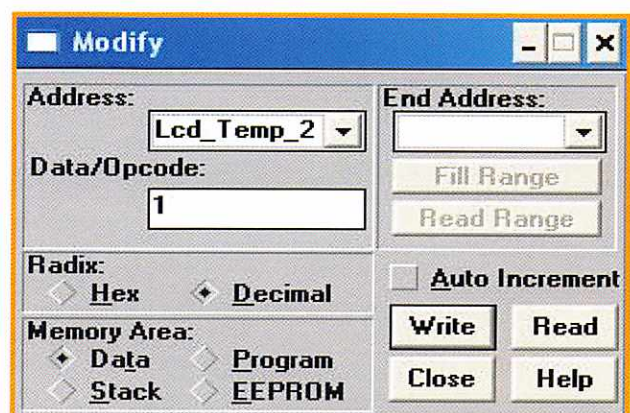 Modify
Address:
Lcd_Temp_2
Data/Opcode:
1
End Address:
Fill Range
Read Range
Radix:
Hex Decimal
Auto Increment
Memory Area:
Data Program
Stack EEPROM
Write Read
Close Help